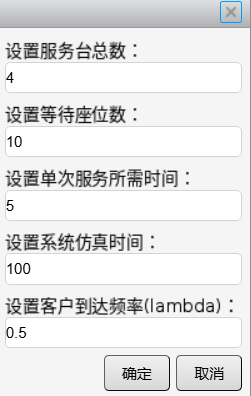 设置服务台总数：
4
设置等待座位数：
10
设置单次服务所需时间：
5
设置系统仿真时间：
100
设置客户到达频率(lambda)：
0.5
确定 取消